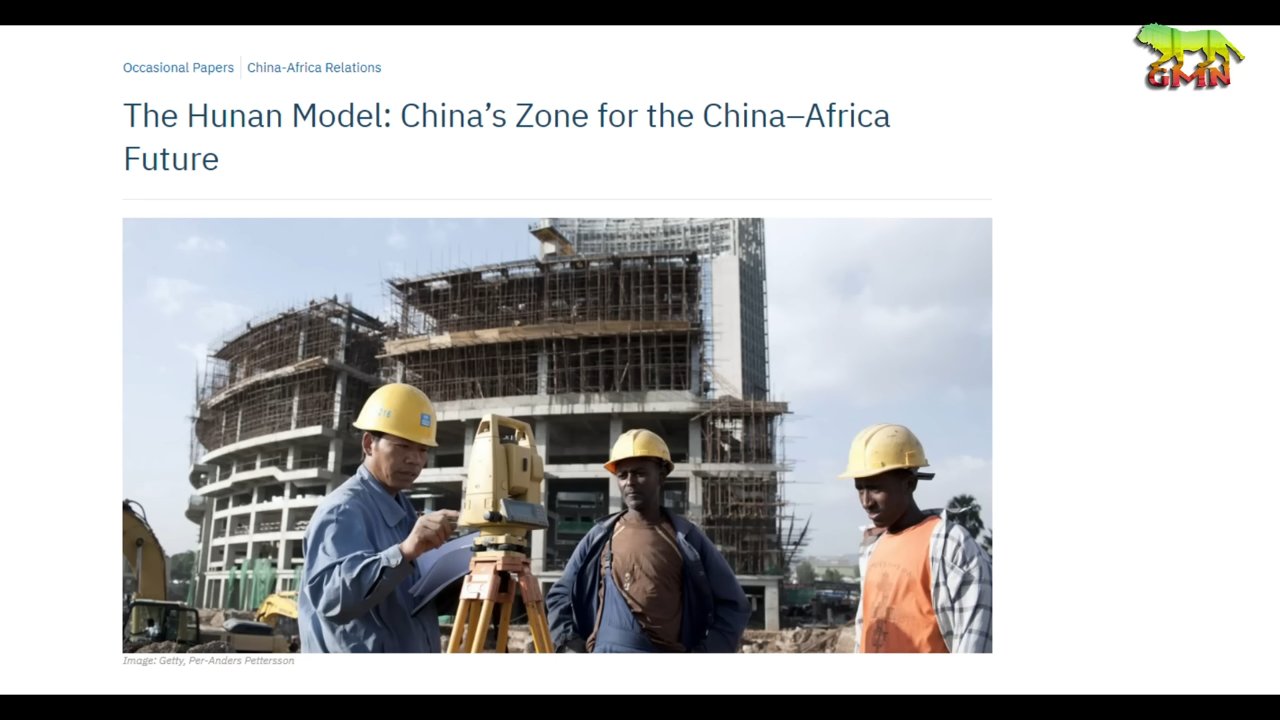 GMN
Occasional Papers China-Africa Relations
The Hunan Model: China’s Zone for the China–Africa
Future
Image: Getty, Per-Anders Pettersson